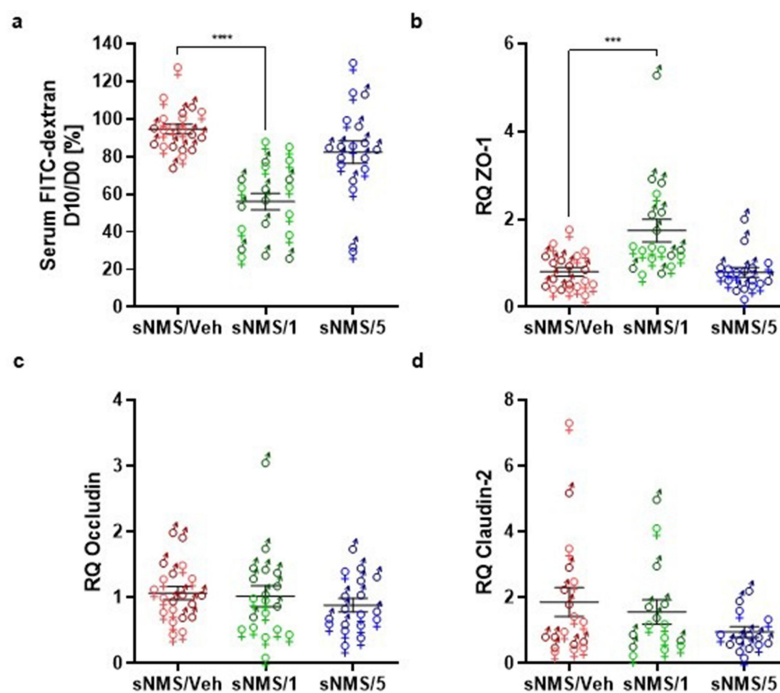 a
Serum FITC-dextran
D10/D0 [%]
140
120
100
80
60
40
20
0
****
sNMS/Veh sNMS/1 sNMS/5
b
RQ ZO-1
6
4
2
0
***
sNMS/Veh sNMS/1 sNMS/5
c
RQ Occludin
4
3
2
1
0
sNMS/Veh sNMS/1 sNMS/5
d
RQ Claudin-2
8
6
4
2
0
sNMS/Veh sNMS/1 sNMS/5